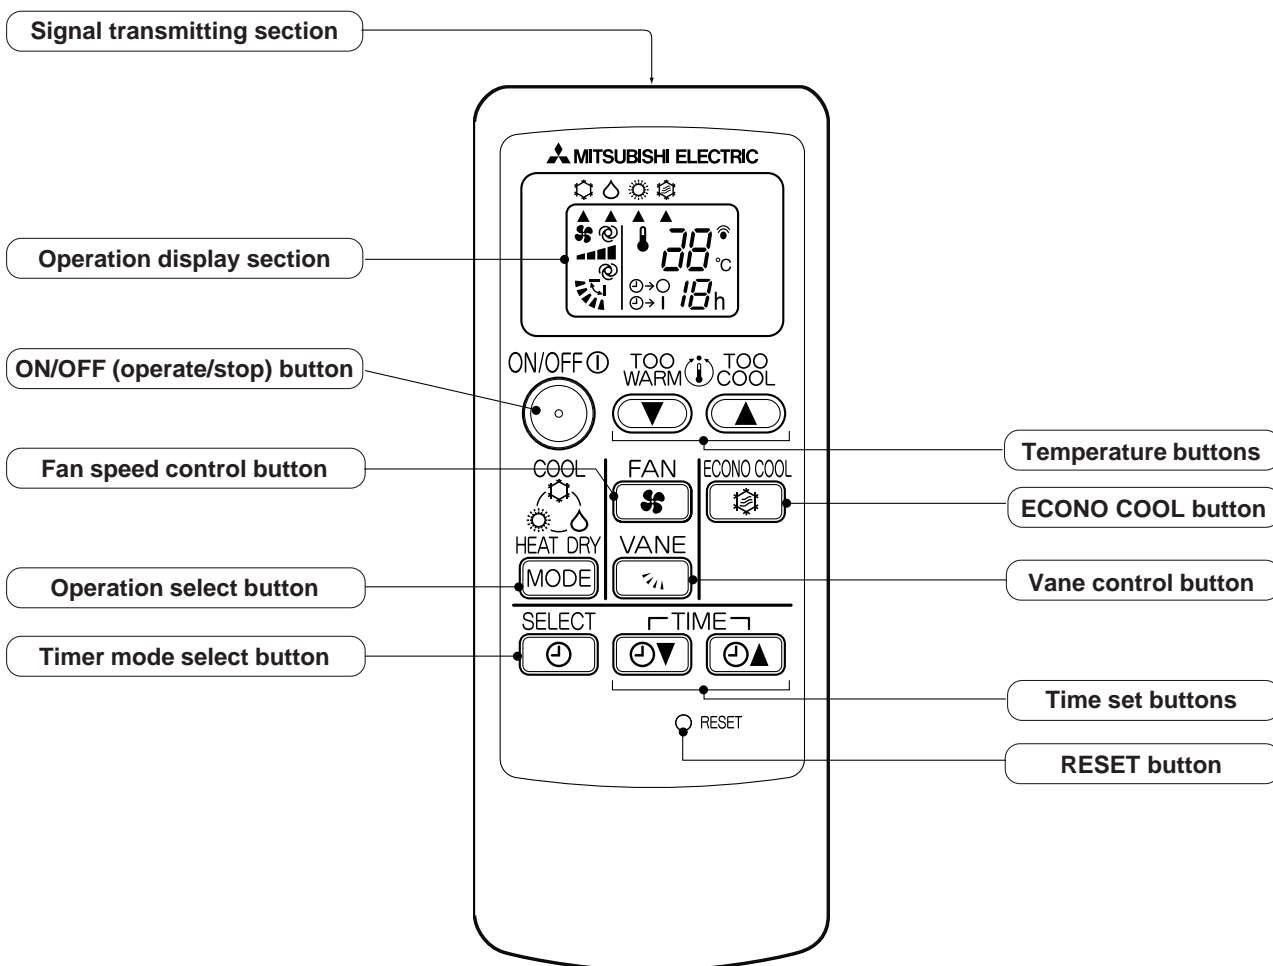 Signal transmitting section
MITSUBISHI ELECTRIC
Operation display section
28 °C
18h
ON/OFF (operate/stop) button
ON/OFF
TOO WARM
TOO COOL
Temperature buttons
Fan speed control button
COOL
FAN
ECONO COOL
ECONO COOL button
HEAT DRY
VANE
Operation select button
MODE
Vane control button
SELECT
TIME
Timer mode select button
Time set buttons
RESET
RESET button